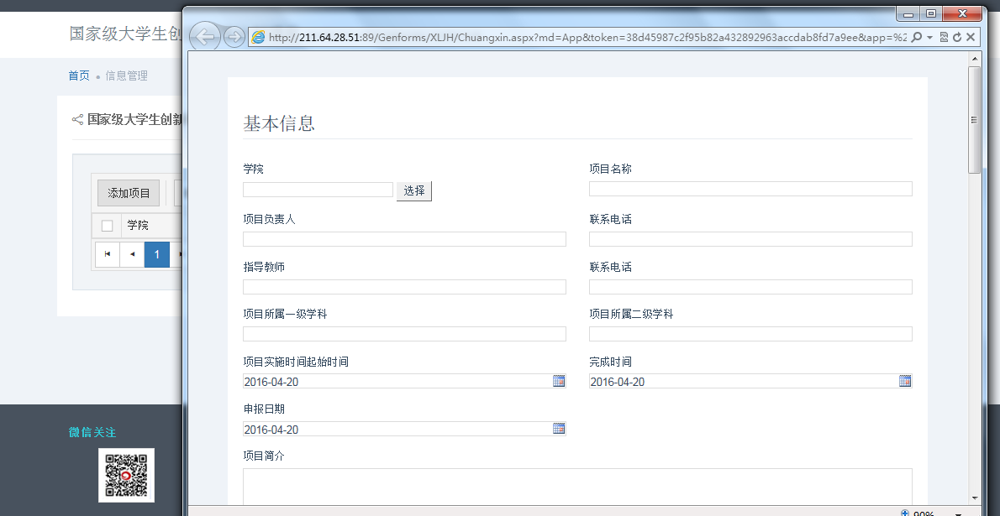 国家级大学生创
首页 信息管理
国家级大学生创新
添加项目
学院
1
微信关注
http://211.64.28.51:89/Genforms/XLJH/Chuangxin.aspx?md=App&token=38d45987c2f95b82a432892963accdab8fd7a9ee&app=%2
基本信息
学院 项目名称
选择
项目负责人 联系电话
指导教师 联系电话
项目所属一级学科 项目所属二级学科
项目实施时间起始时间 完成时间
2016-04-20 2016-04-20
申报日期
2016-04-20
项目简介
90%